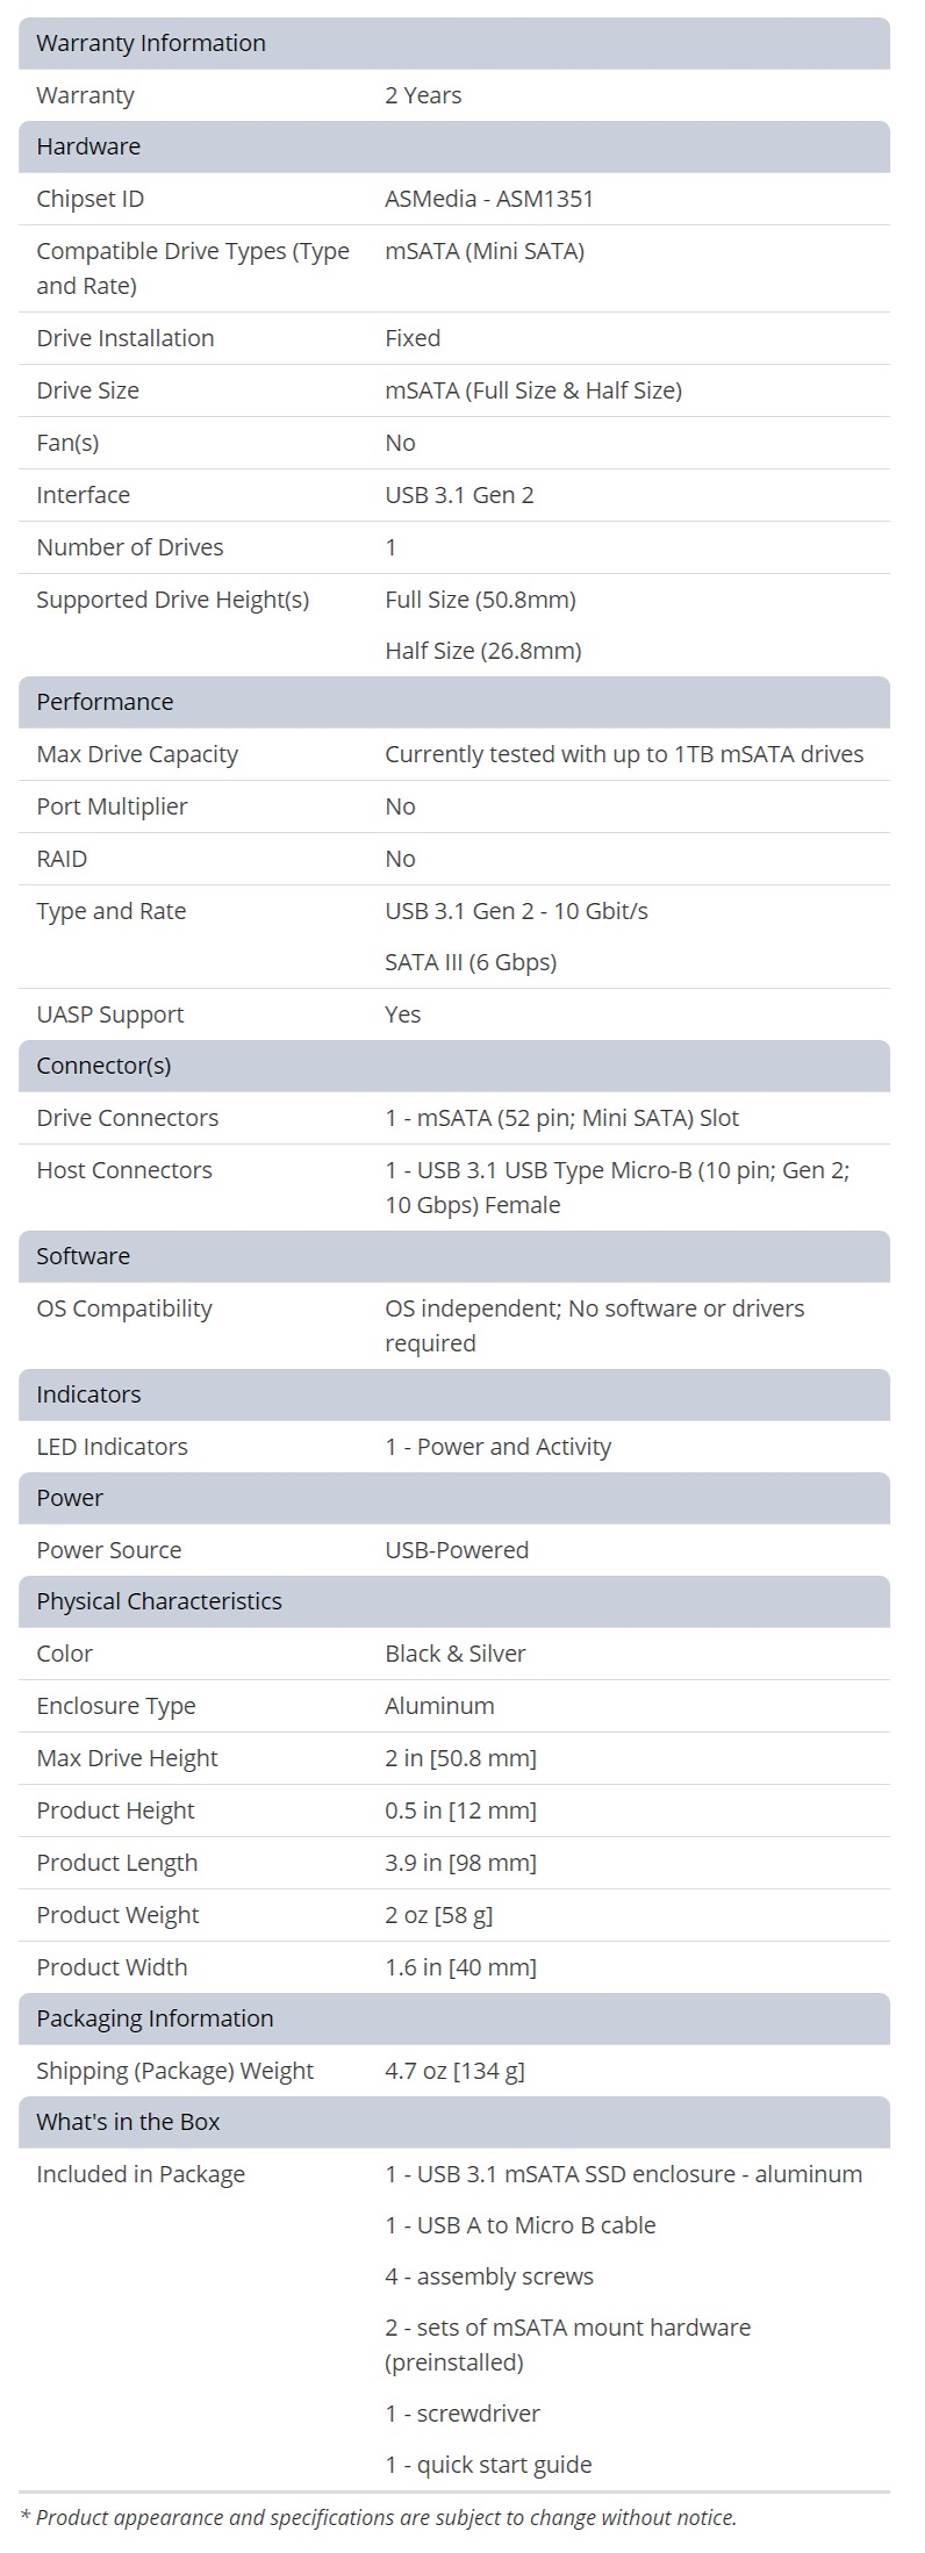 Warranty Information
Warranty 2 Years
Hardware
Chipset ID ASMedia - ASM1351
Compatible Drive Types (Type mSATA (Mini SATA)
and Rate)
Drive Installation Fixed
Drive Size mSATA (Full Size & Half Size)
Fan(s) No
Interface USB 3.1 Gen 2
Number of Drives 1
Supported Drive Height(s) Full Size (50.8mm)
Half Size (26.8mm)
Performance
Max Drive Capacity Currently tested with up to 1TB mSATA drives
Port Multiplier No
RAID No
Type and Rate USB 3.1 Gen 2 - 10 Gbit/s
SATA III (6 Gbps)
UASP Support Yes
Connector(s)
Drive Connectors 1 - mSATA (52 pin; Mini SATA) Slot
Host Connectors 1 - USB 3.1 USB Type Micro-B (10 pin; Gen 2;
10 Gbps) Female
Software
OS Compatibility OS independent; No software or drivers
required
Indicators
LED Indicators 1 - Power and Activity
Power
Power Source USB-Powered
Physical Characteristics
Color Black & Silver
Enclosure Type Aluminum
Max Drive Height 2 in [50.8 mm]
Product Height 0.5 in [12 mm]
Product Length 3.9 in [98 mm]
Product Weight 2 oz [58 g]
Product Width 1.6 in [40 mm]
Packaging Information
Shipping (Package) Weight 4.7 oz [134 g]
What's in the Box
Included in Package 1 - USB 3.1 mSATA SSD enclosure - aluminum
1 - USB A to Micro B cable
4 - assembly screws
2 - sets of mSATA mount hardware
(preinstalled)
1 - screwdriver
1 - quick start guide
* Product appearance and specifications are subject to change without notice.